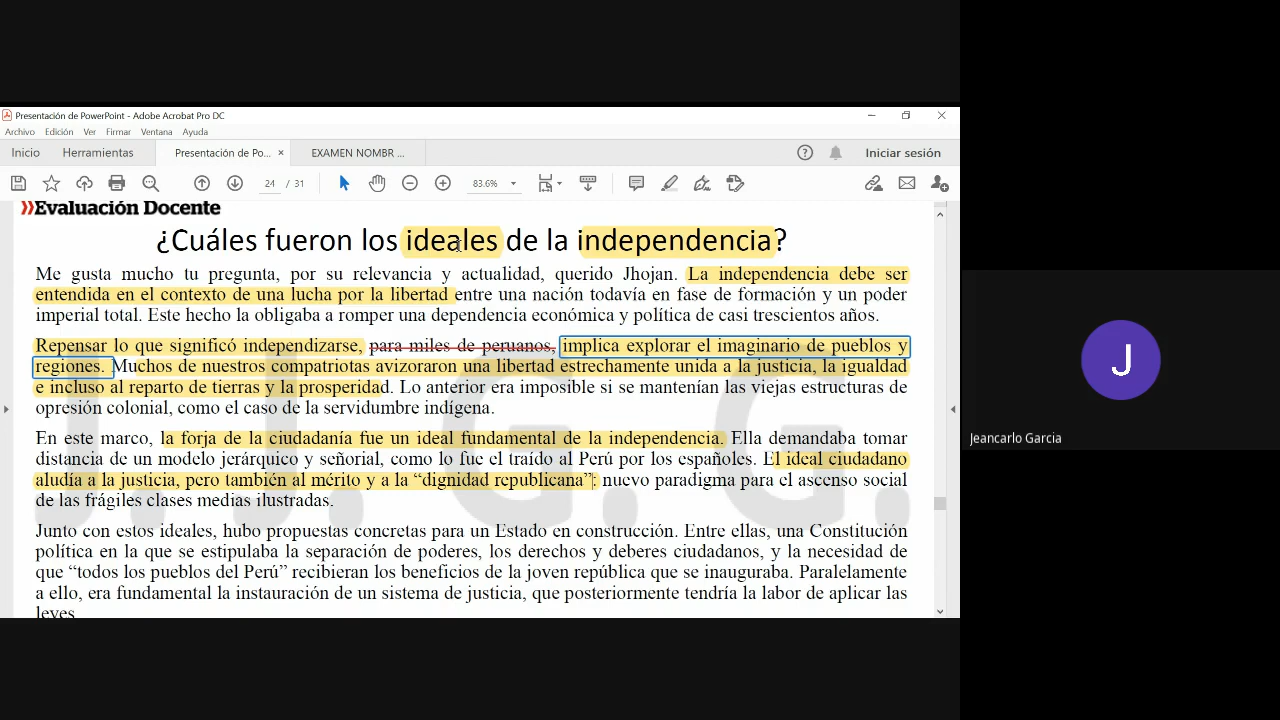 Presentación de PowerPoint - Adobe Acrobat Pro DC
Archivo Edición Ver Firmar Ventana Ayuda
Inicio Herramientas Presentación de Po... × EXAMEN NOMBR ... Iniciar sesión
24 / 31 83.6%
»Evaluación Docente
¿Cuáles fueron los ideales de la independencia?
Me gusta mucho tu pregunta, por su relevancia y actualidad, querido Jhojan. La independencia debe ser
entendida en el contexto de una lucha por la libertad entre una nación todavía en fase de formación y un poder
imperial total. Este hecho la obligaba a romper una dependencia económica y política de casi trescientos años.
Repensar lo que significó independizarse, para miles de peruanos, implica explorar el imaginario de pueblos y
regiones. Muchos de nuestros compatriotas avizoraron una libertad estrechamente unida a la justicia, la igualdad
e incluso al reparto de tierras y la prosperidad. Lo anterior era imposible si se mantenían las viejas estructuras de
opresión colonial, como el caso de la servidumbre indígena.
En este marco, la forja de la ciudadanía fue un ideal fundamental de la independencia. Ella demandaba tomar
distancia de un modelo jerárquico y señorial, como lo fue el traído al Perú por los españoles. El ideal ciudadano
aludía a la justicia, pero también al mérito y a la “dignidad republicana”: nuevo paradigma para el ascenso social
de las frágiles clases medias ilustradas.
Junto con estos ideales, hubo propuestas concretas para un Estado en construcción. Entre ellas, una Constitución
política en la que se estipulaba la separación de poderes, los derechos y deberes ciudadanos, y la necesidad de
que “todos los pueblos del Perú” recibieran los beneficios de la joven república que se inauguraba. Paralelamente
a ello, era fundamental la instauración de un sistema de justicia, que posteriormente tendría la labor de aplicar las
leyes.
J. J. G. G.
J
Jeancarlo Garcia